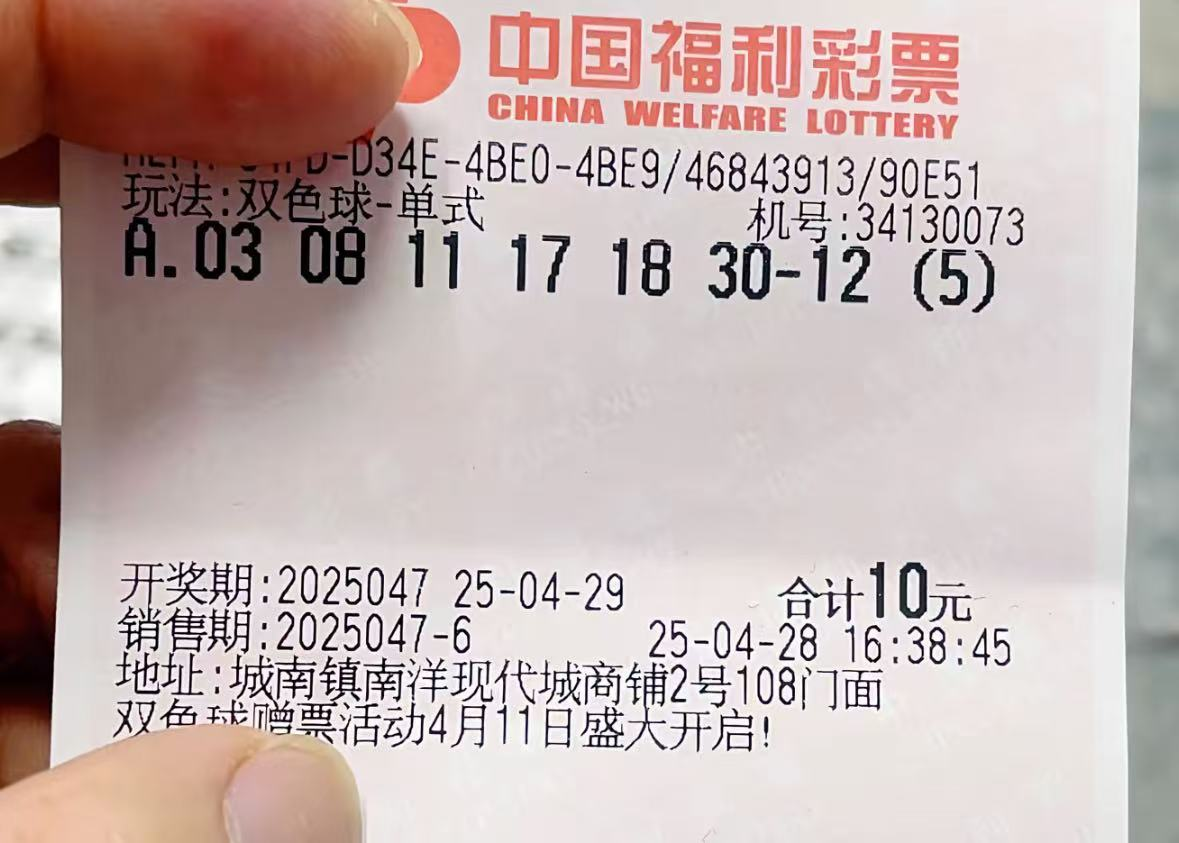 中国福利彩票
CHINA WELFARE LOTTERY
-D34E-4BE0-4BE9/46843913/90E51
玩法:双色球-单式 机号:34130073
A.03 08 11 17 18 30-12 (5)
开奖期:2025047 25-04-29 合计10元
销售期:2025047-6 25-04-28 16:38:45
地址:城南镇南洋现代城商铺2号108门面
双色球赠票活动4月11日盛大开启!